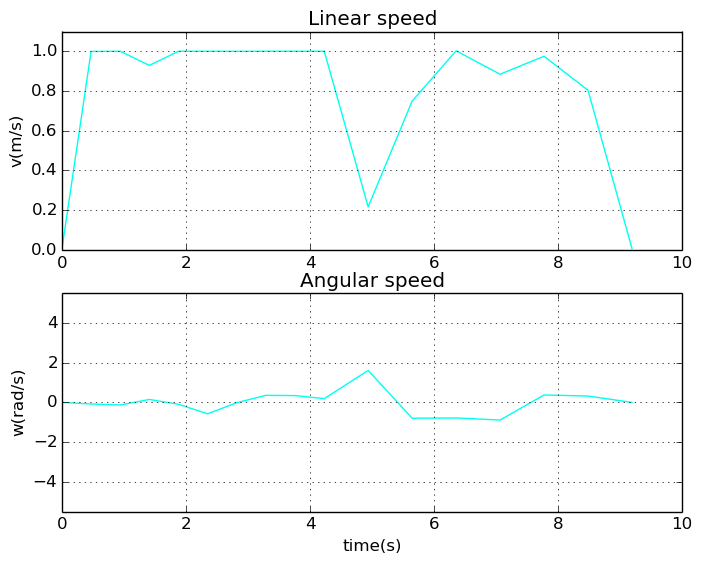 Linear speed
1.0
0.8
0.6
0.4
0.2
0.0
v(m/s)
0 2 4 6 8 10
Angular speed
4
2
0
−2
−4
w(rad/s)
0 2 4 6 8 10
time(s)